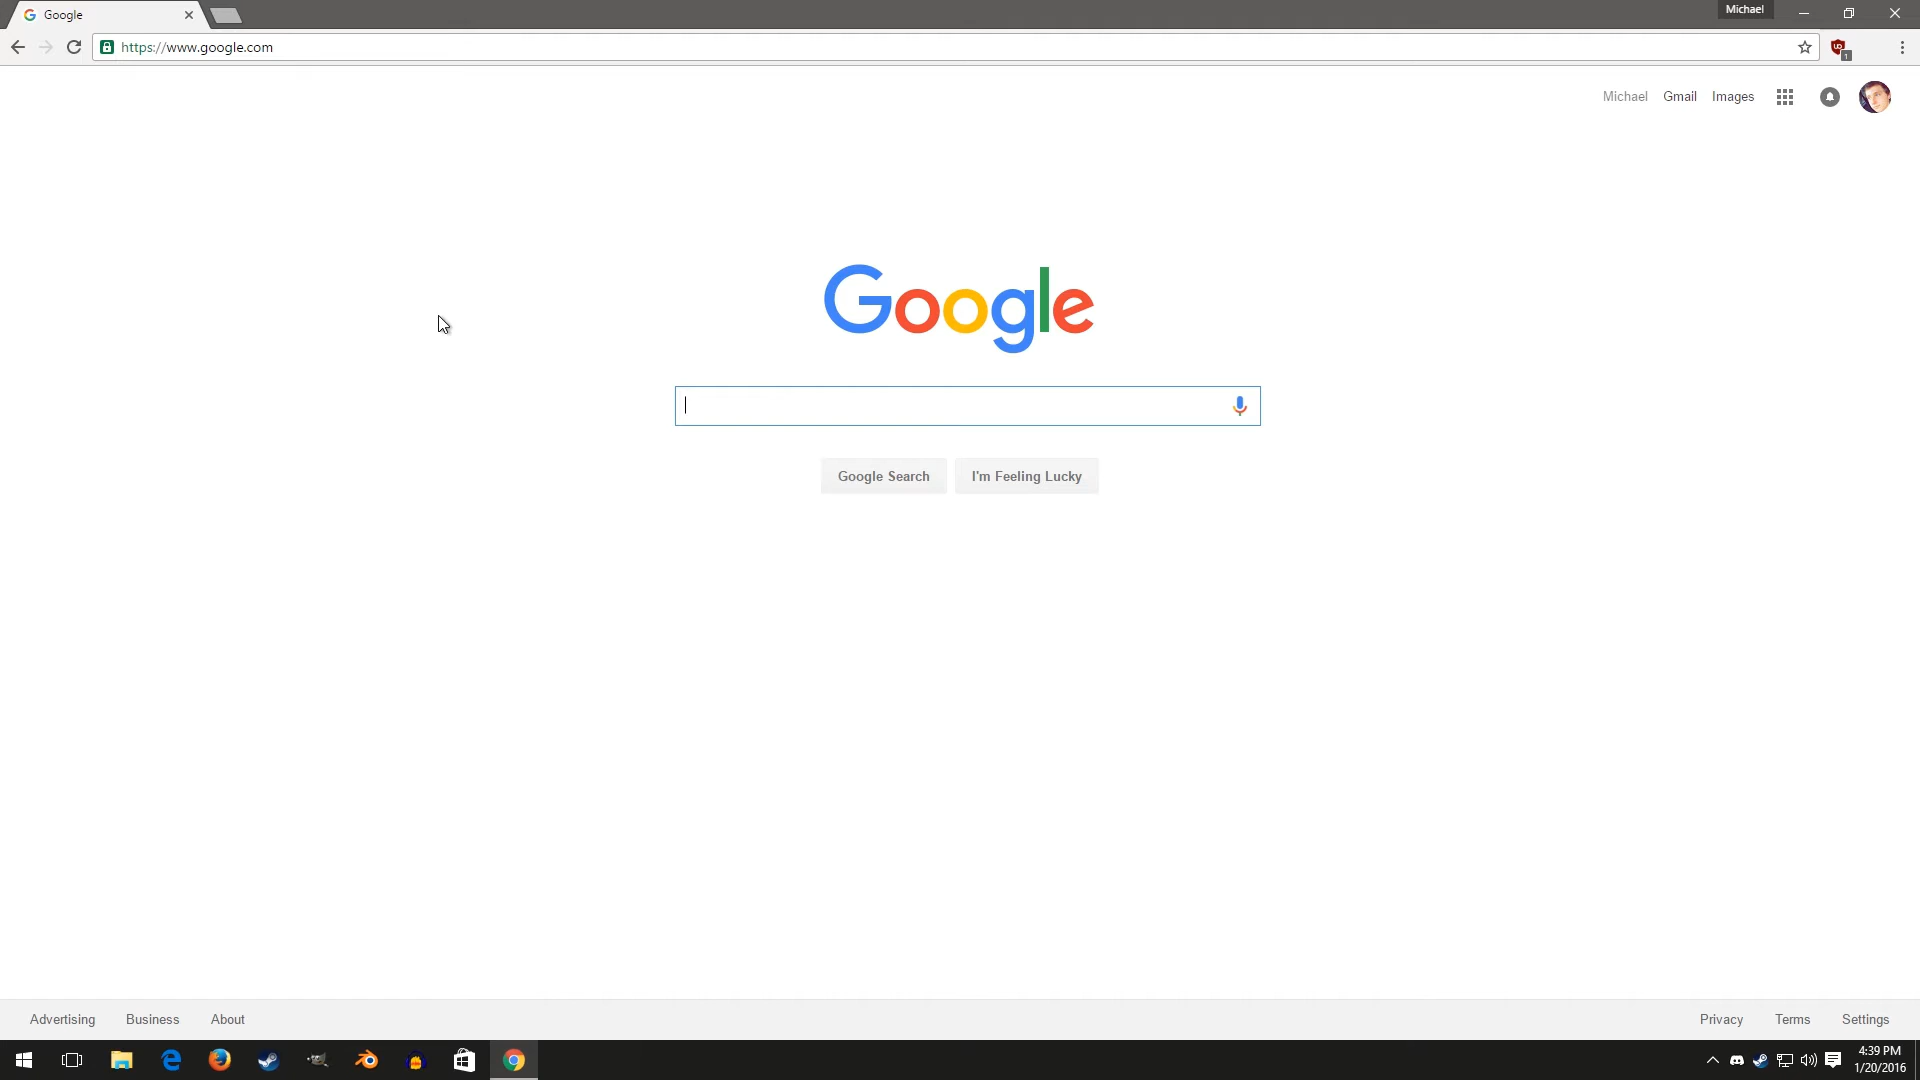 Google
Michael
https://www.google.com
Michael Gmail Images
Google
Google Search I'm Feeling Lucky
Advertising Business About Privacy Terms Settings
4:39 PM
1/20/2016